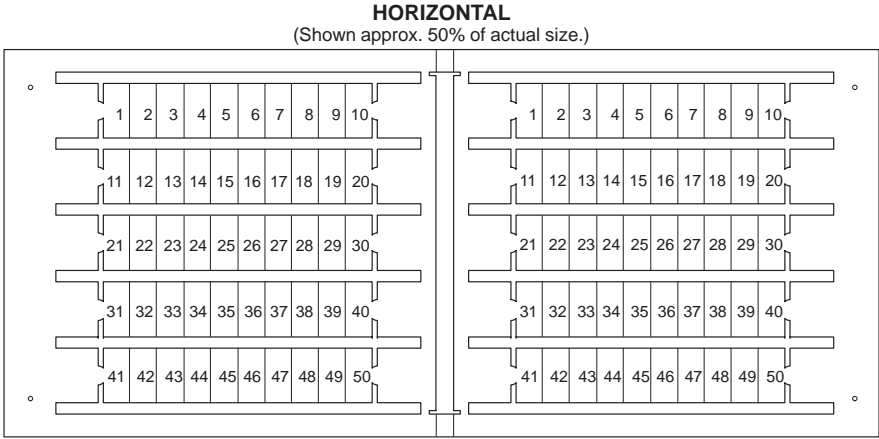 HORIZONTAL
(Shown approx. 50% of actual size.)
1 2 3 4 5 6 7 8 9 10 1 2 3 4 5 6 7 8 9 10
11 12 13 14 15 16 17 18 19 20 11 12 13 14 15 16 17 18 19 20
21 22 23 24 25 26 27 28 29 30 21 22 23 24 25 26 27 28 29 30
31 32 33 34 35 36 37 38 39 40 31 32 33 34 35 36 37 38 39 40
41 42 43 44 45 46 47 48 49 50 41 42 43 44 45 46 47 48 49 50